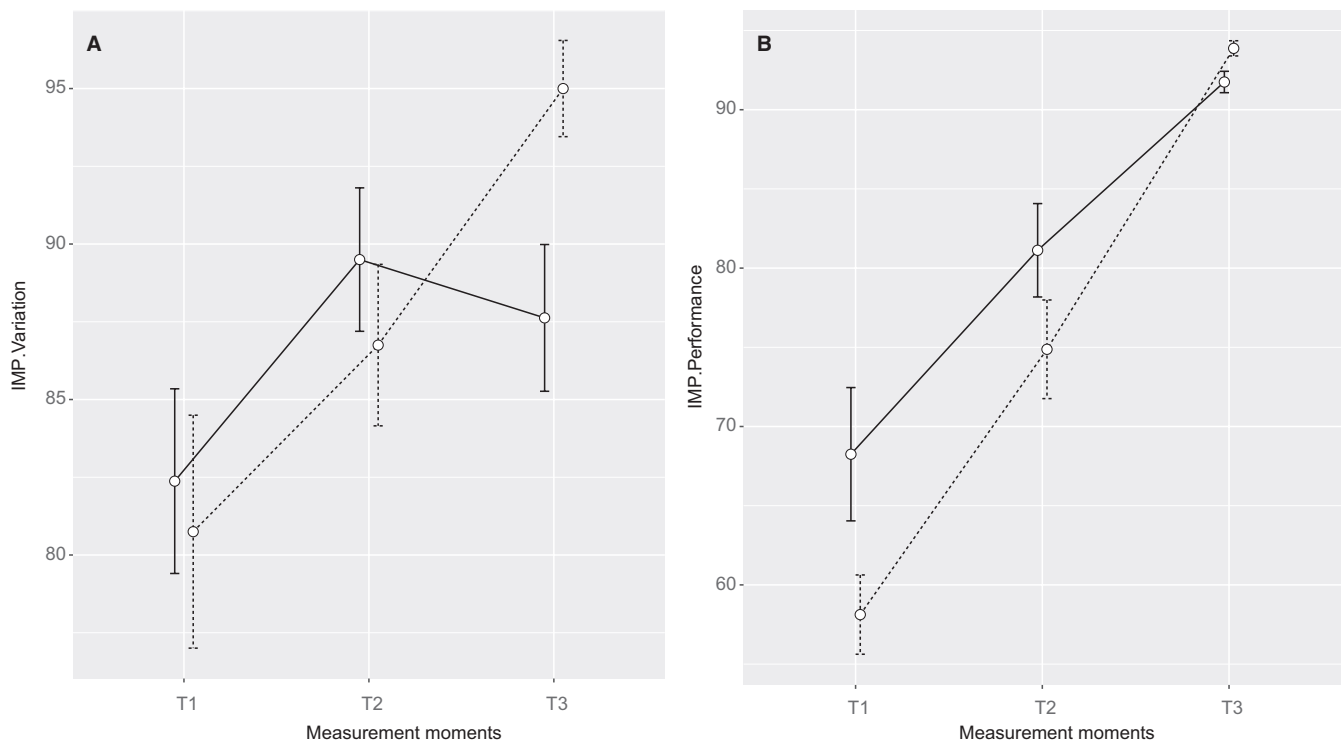 A
95
90
85
80
IMP.Variation
T1 T2 T3
Measurement moments
B
90
80
70
60
IMP.Performance
T1 T2 T3
Measurement moments